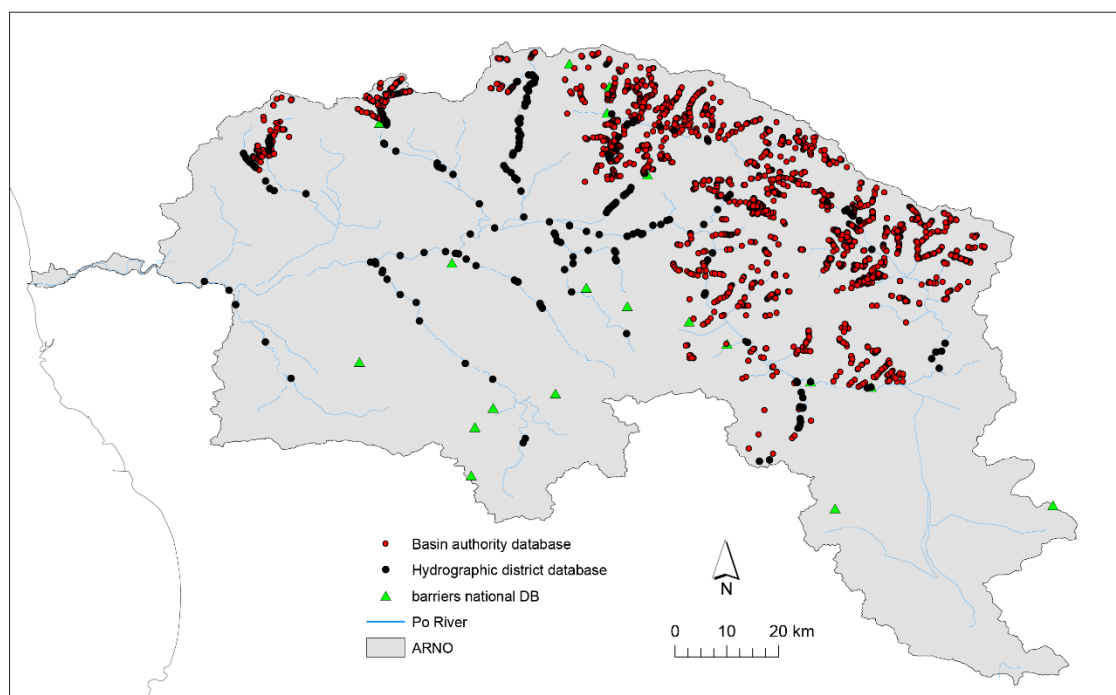 Basin authority database
Hydrographic district database
barriers national DB
Po River
ARNO
N
0 10 20 km